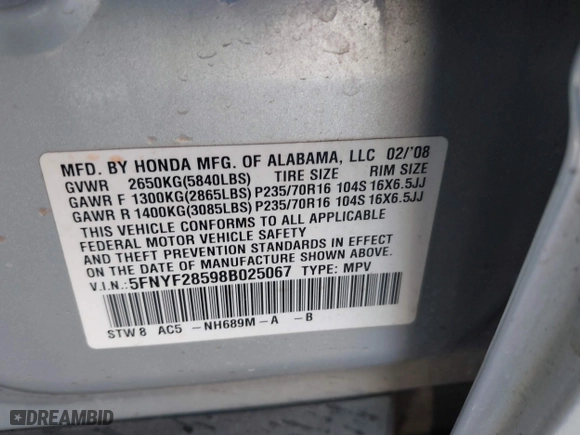 MFD. BY HONDA MFG. OF ALABAMA, LLC 02/'08
GVWR 2650KG(5840LBS) TIRE SIZE RIM SIZE
GAWR F 1300KG(2865LBS) P235/70R16 104S 16X6.5JJ
GAWR R 1400KG(3085LBS) P235/70R16 104S 16X6.5JJ
THIS VEHICLE CONFORMS TO ALL APPLICABLE
FEDERAL MOTOR VEHICLE SAFETY
AND THEFT PREVENTION STANDARDS IN EFFECT
ON THE DATE OF MANUFACTURE SHOWN ABOVE.
V.I.N.: 5FNYF28598B025067 TYPE: MPV
STW 8 AC5 -NH689M-A -B
DREAMBID